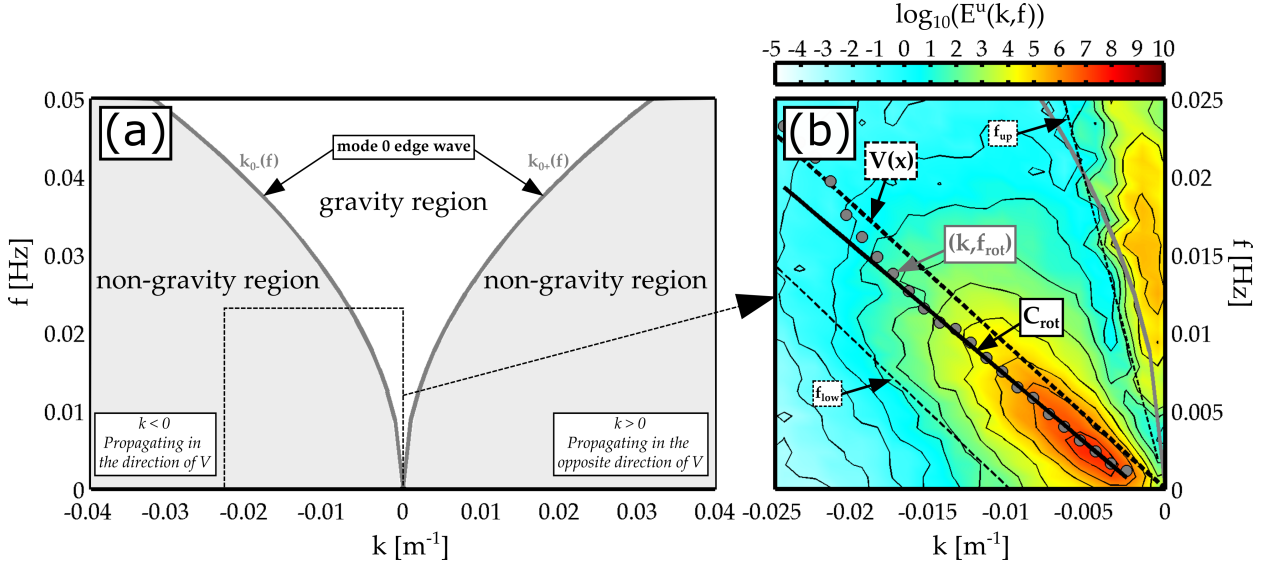 log10(Eᵘ(k,f))
-5 -4 -3 -2 -1 0 1 2 3 4 5 6 7 8 9 10
(a)
0.05
0.04
0.03
0.02
0.01
0
f [Hz]
k0-(f)
mode 0 edge wave
k0+(f)
gravity region
non-gravity region
non-gravity region
k < 0
Propagating in
the direction of V
k > 0
Propagating in the
opposite direction of V
-0.04 -0.03 -0.02 -0.01 0 0.01 0.02 0.03 0.04
k [m⁻¹]
(b)
fup
V(x)
(k,frot)
Crot
flow
0.025
0.02
0.015
0.01
0.005
0
f [Hz]
-0.025 -0.02 -0.015 -0.01 -0.005 0
k [m⁻¹]